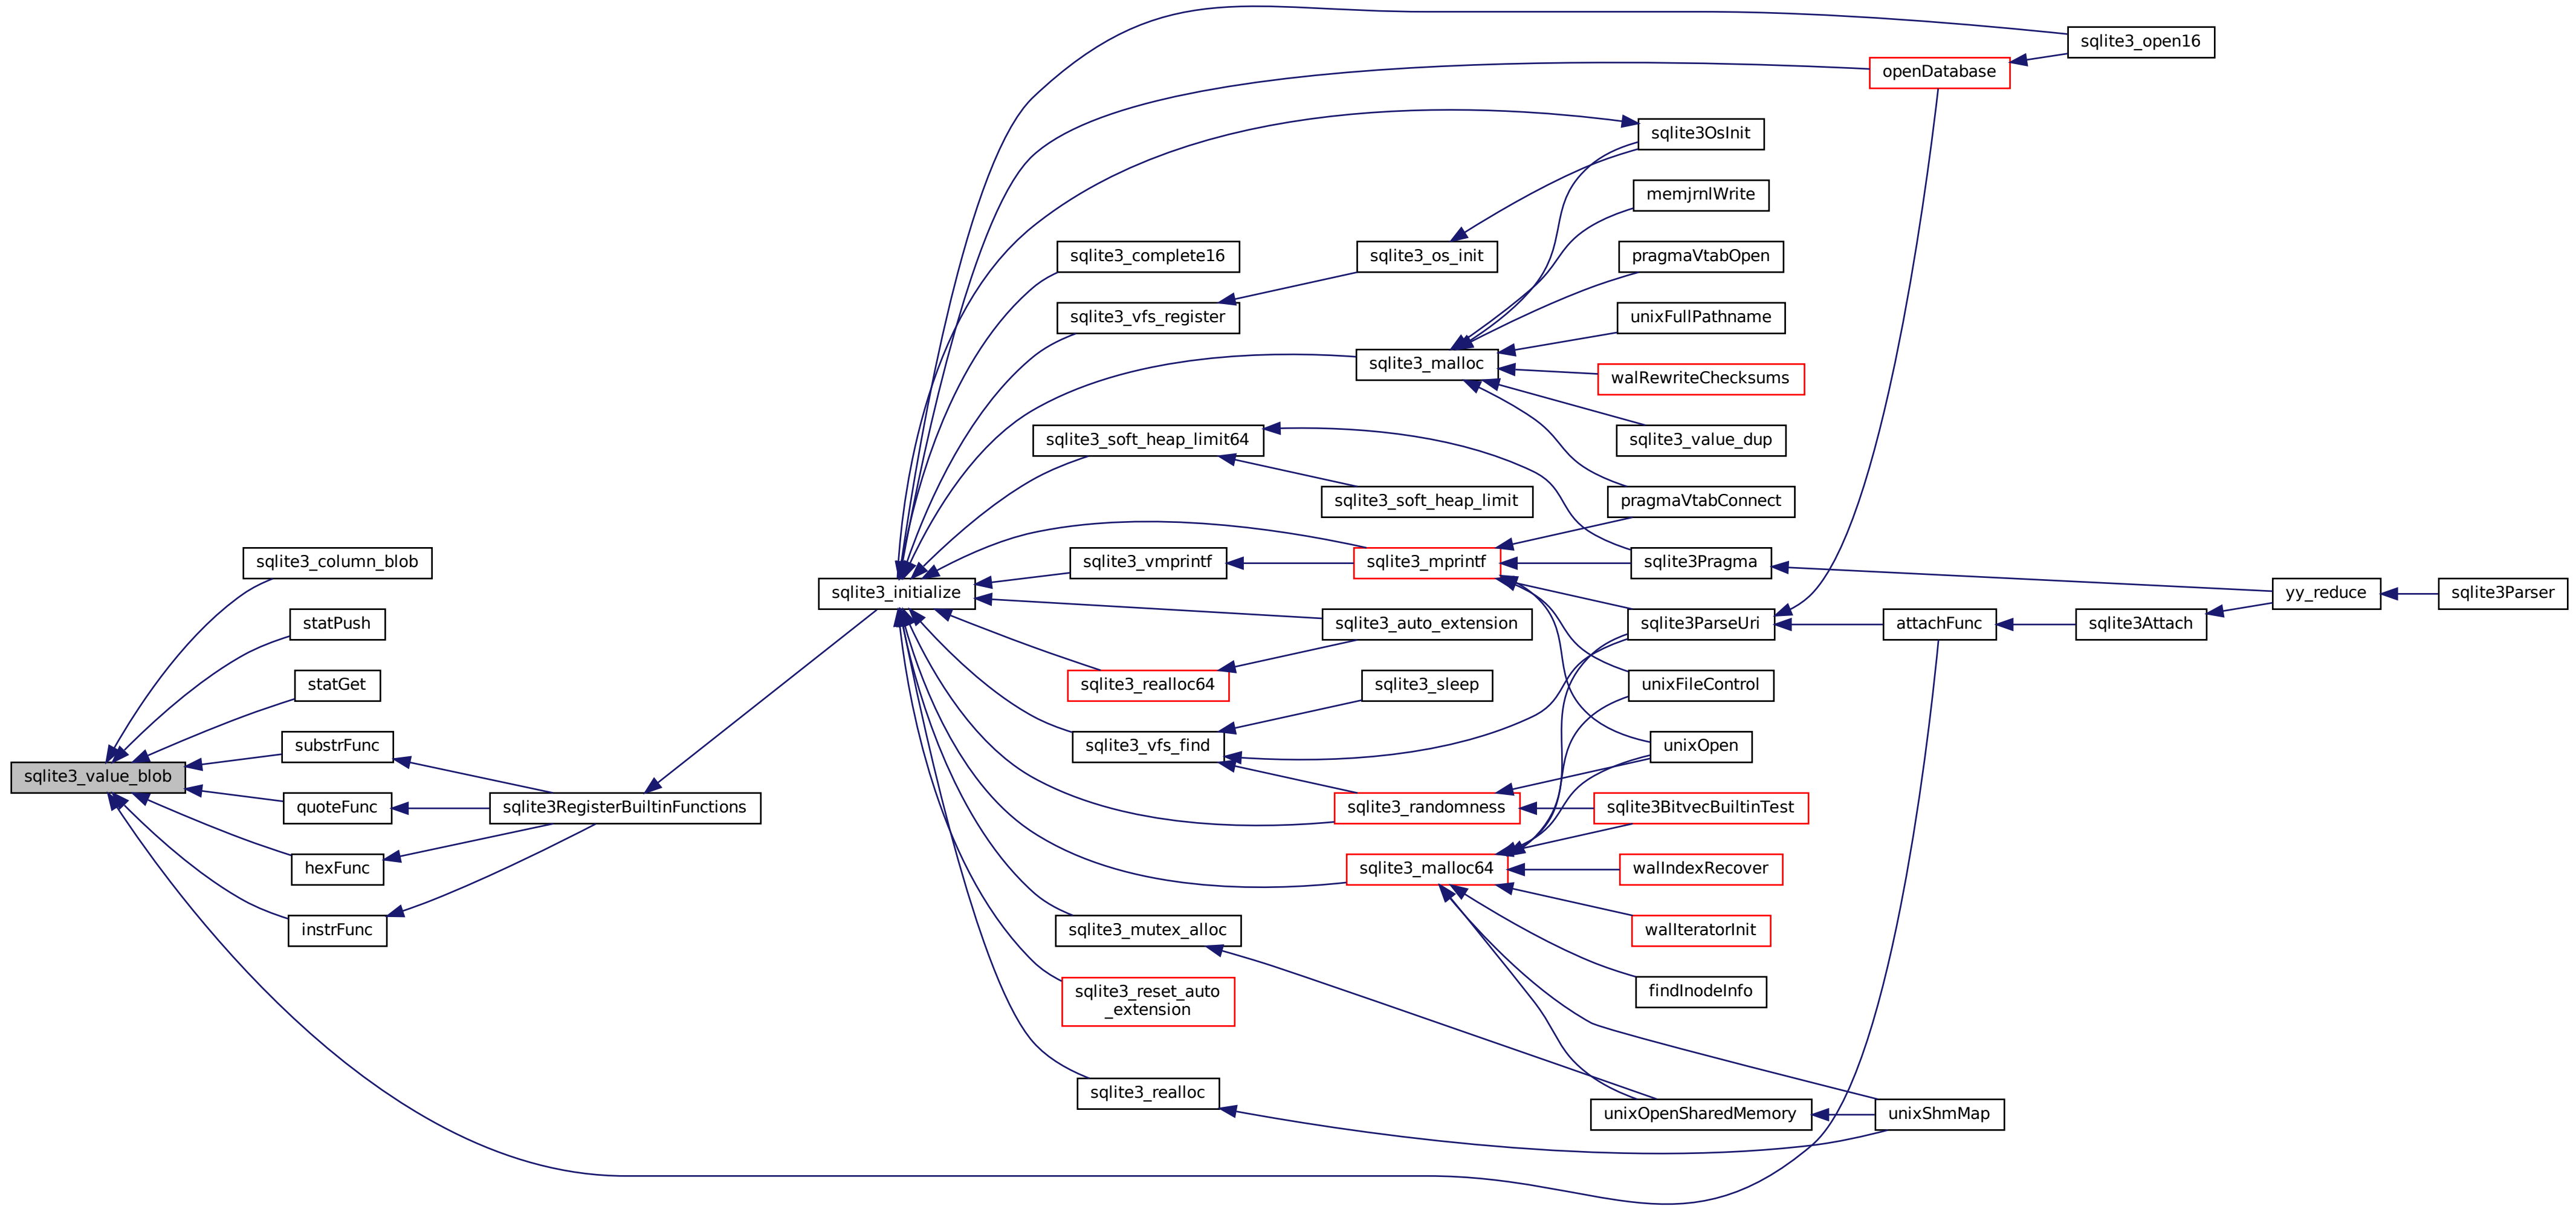 sqlite3_value_blob
sqlite3_column_blob
statPush
statGet
substrFunc
quoteFunc
hexFunc
instrFunc
sqlite3RegisterBuiltinFunctions
sqlite3_initialize
sqlite3_complete16
sqlite3_vfs_register
sqlite3_soft_heap_limit64
sqlite3_vmprintf
sqlite3_realloc64
sqlite3_vfs_find
sqlite3_mutex_alloc
sqlite3_reset_auto
_extension
sqlite3_realloc
sqlite3_os_init
sqlite3_malloc
sqlite3_soft_heap_limit
sqlite3_mprintf
sqlite3_auto_extension
sqlite3_sleep
sqlite3_randomness
sqlite3_malloc64
sqlite3OsInit
memjrnlWrite
pragmaVtabOpen
unixFullPathname
walRewriteChecksums
sqlite3_value_dup
pragmaVtabConnect
sqlite3Pragma
sqlite3ParseUri
unixFileControl
unixOpen
sqlite3BitvecBuiltinTest
walIndexRecover
walIteratorInit
findInodeInfo
unixOpenSharedMemory
openDatabase
attachFunc
unixShmMap
sqlite3_open16
sqlite3Attach
yy_reduce
sqlite3Parser